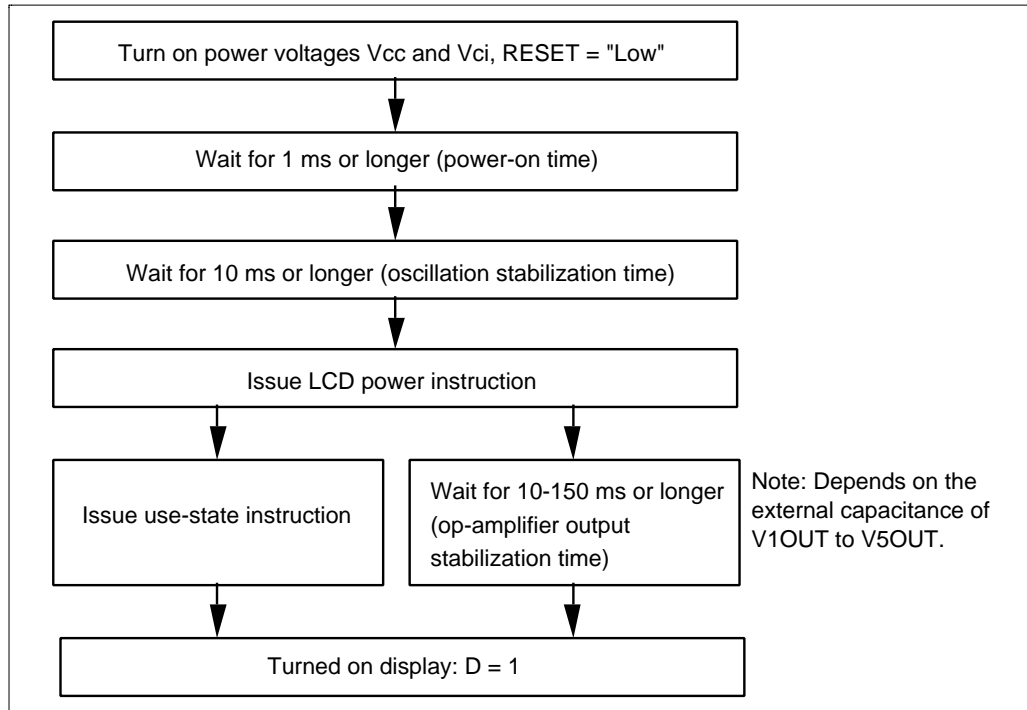 Turn on power voltages Vcc and Vci, RESET = "Low"
Wait for 1 ms or longer (power-on time)
Wait for 10 ms or longer (oscillation stabilization time)
Issue LCD power instruction
Issue use-state instruction
Wait for 10-150 ms or longer
(op-amplifier output
stabilization time)
Note: Depends on the
external capacitance of
V1OUT to V5OUT.
Turned on display: D = 1